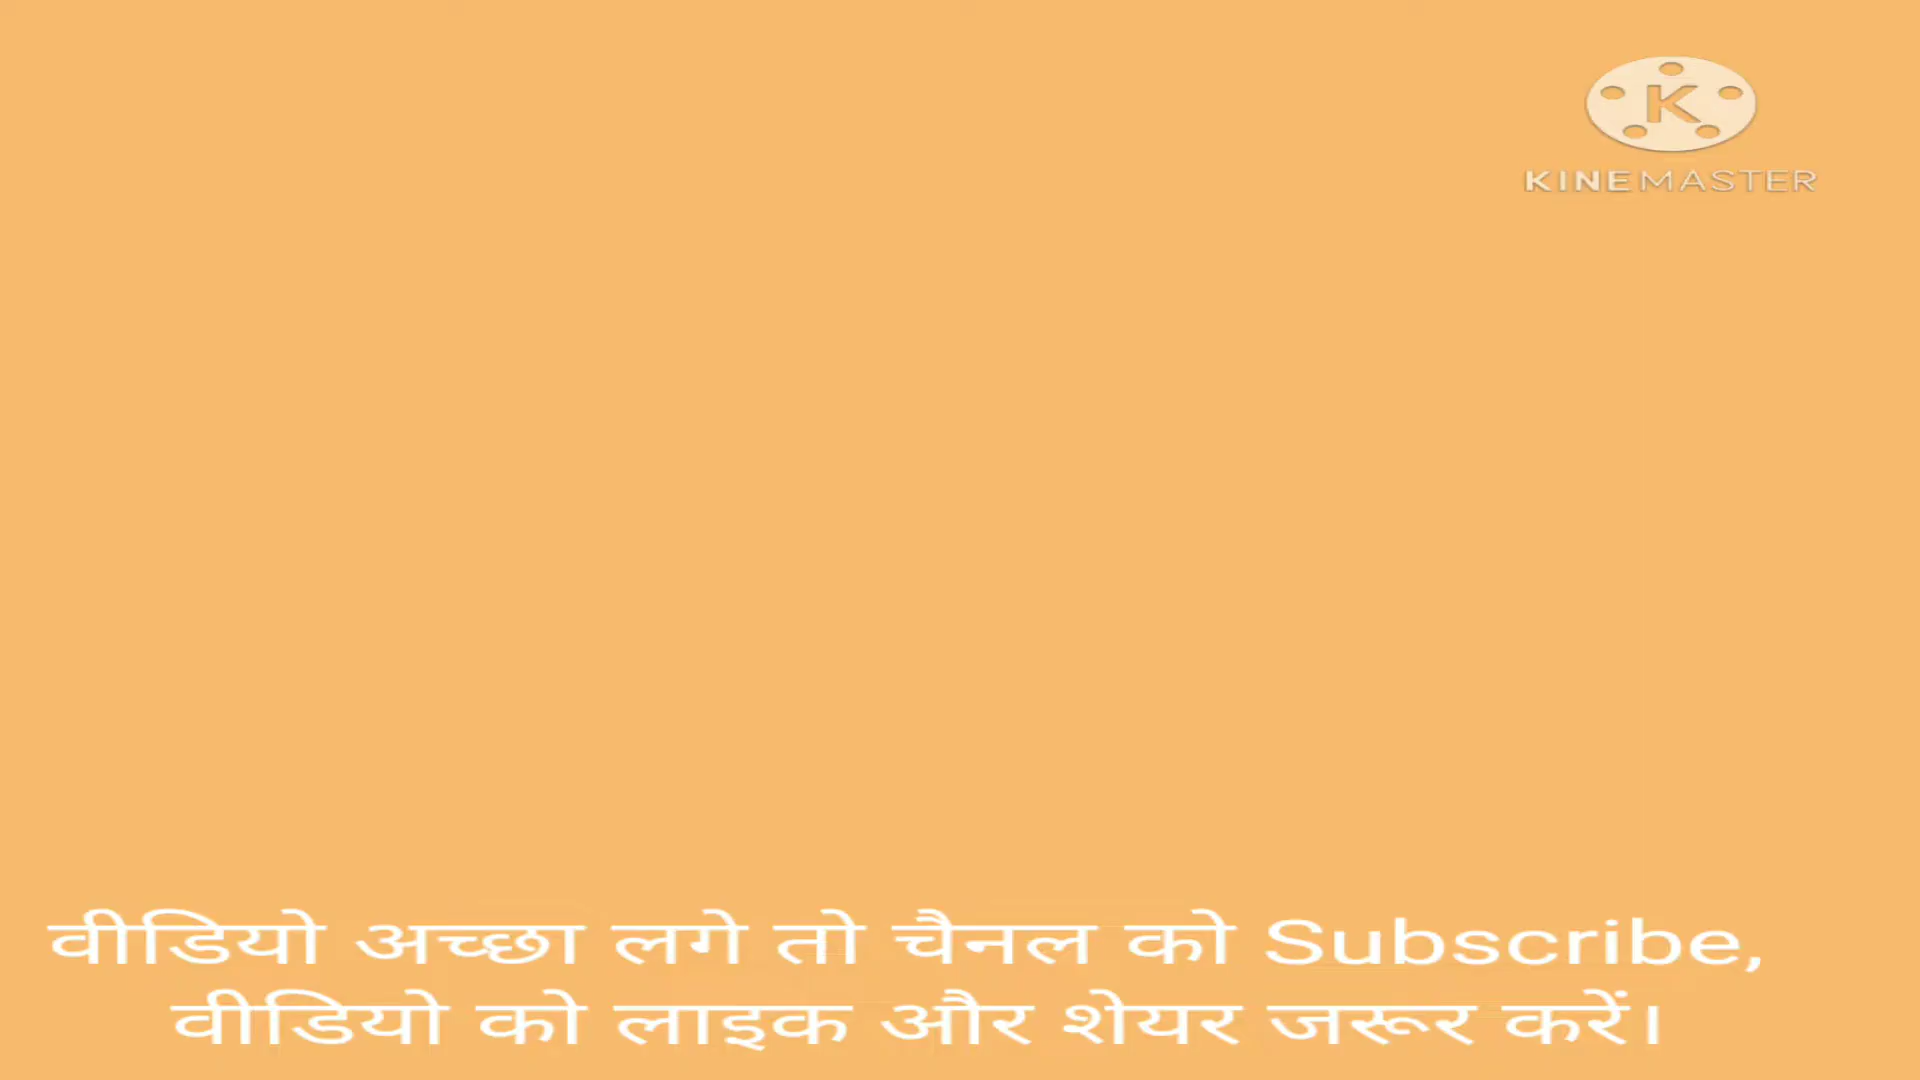 K
KINEMASTER
वीडियो अच्छा लगे तो चैनल को Subscribe,
वीडियो को लाइक और शेयर जरूर करें।